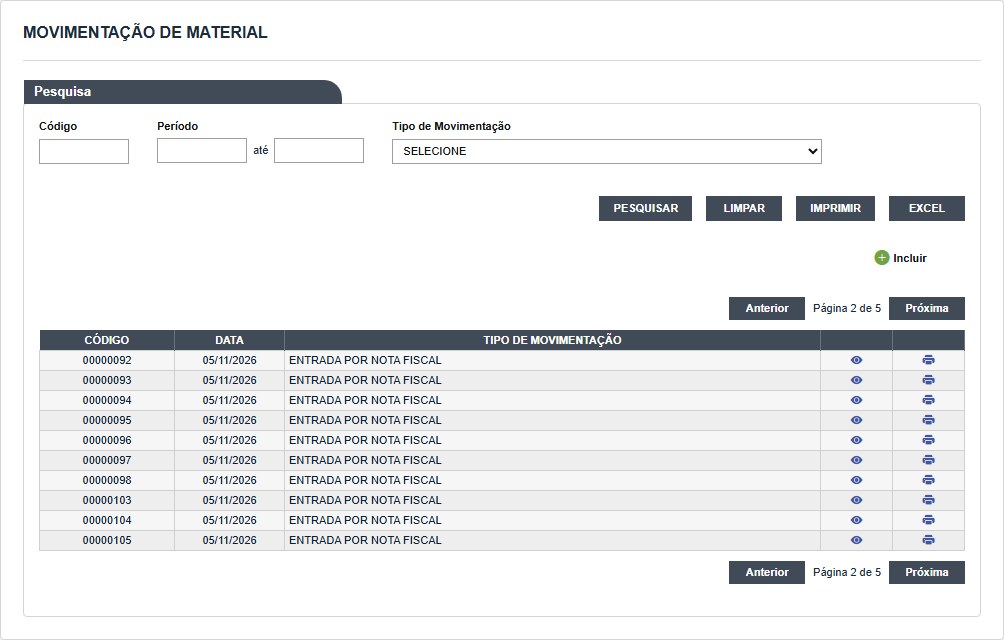 MOVIMENTAÇÃO DE MATERIAL
Pesquisa
Código Período Tipo de Movimentação
até SELECIONE
PESQUISAR LIMPAR IMPRIMIR EXCEL
Incluir
Anterior Página 2 de 5 Próxima
CÓDIGO DATA TIPO DE MOVIMENTAÇÃO
00000092 05/11/2026 ENTRADA POR NOTA FISCAL
00000093 05/11/2026 ENTRADA POR NOTA FISCAL
00000094 05/11/2026 ENTRADA POR NOTA FISCAL
00000095 05/11/2026 ENTRADA POR NOTA FISCAL
00000096 05/11/2026 ENTRADA POR NOTA FISCAL
00000097 05/11/2026 ENTRADA POR NOTA FISCAL
00000098 05/11/2026 ENTRADA POR NOTA FISCAL
00000103 05/11/2026 ENTRADA POR NOTA FISCAL
00000104 05/11/2026 ENTRADA POR NOTA FISCAL
00000105 05/11/2026 ENTRADA POR NOTA FISCAL
Anterior Página 2 de 5 Próxima